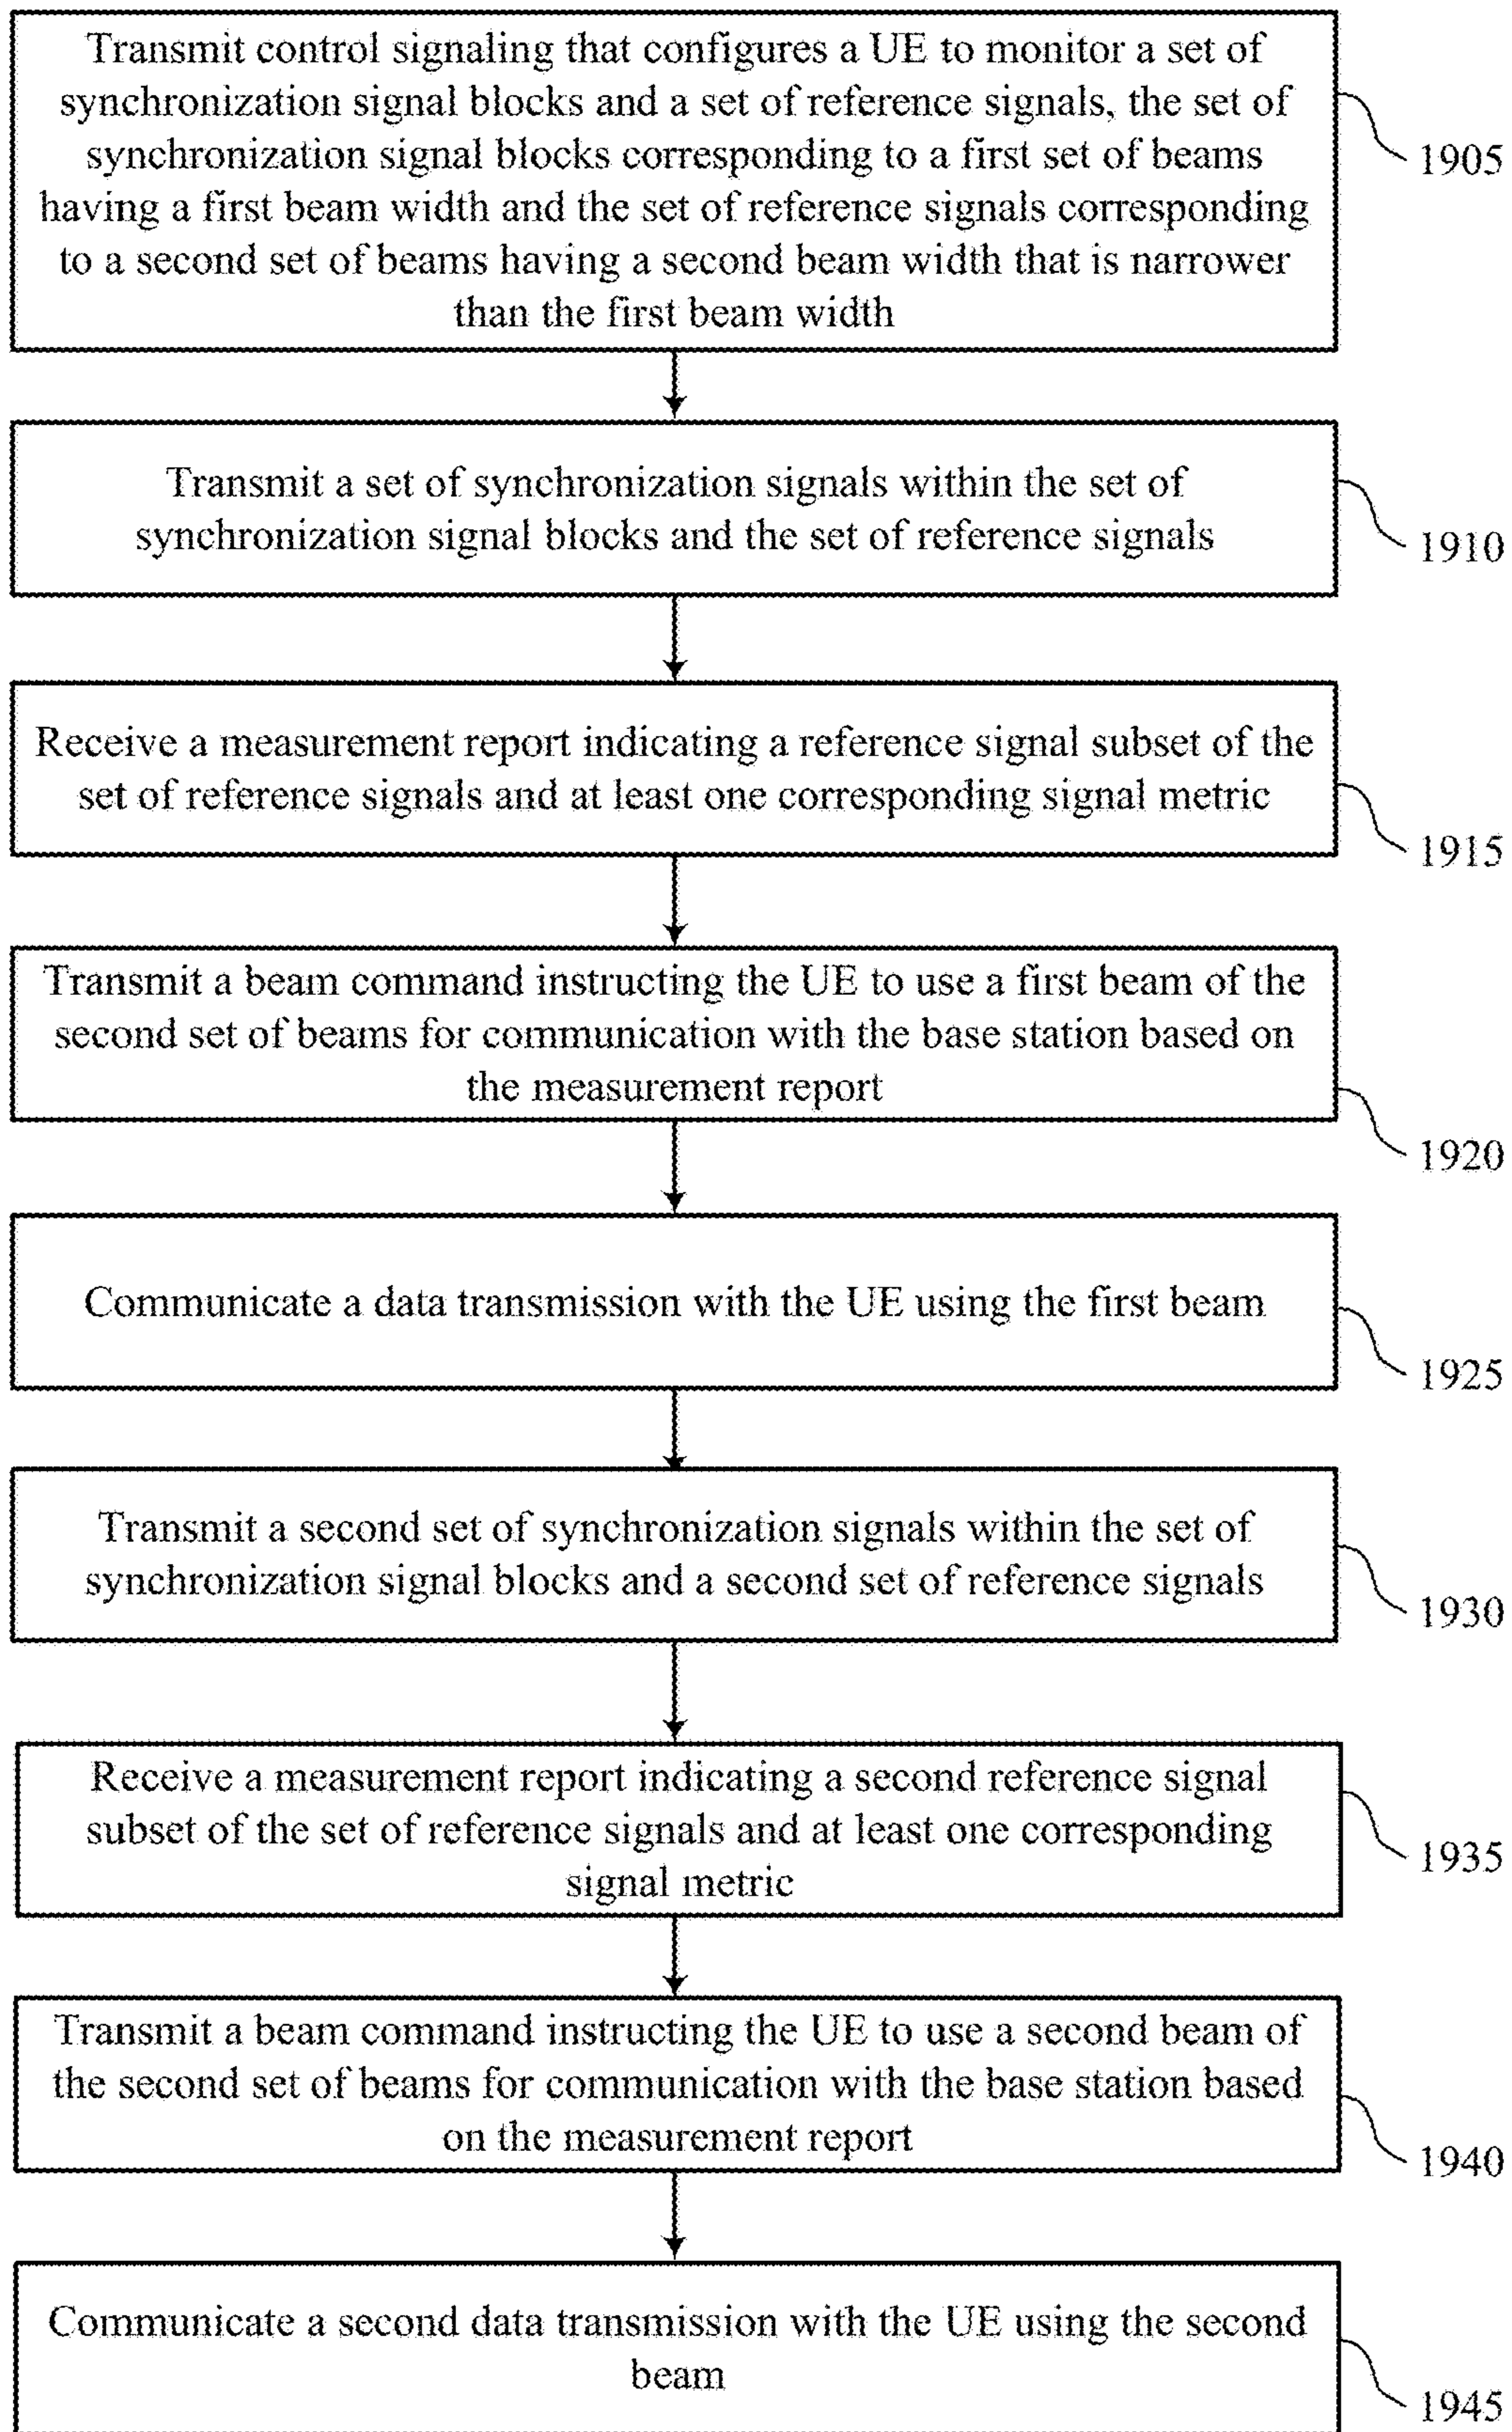 Transmit control signaling that configures a UE to monitor a set of
synchronization signal blocks and a set of reference signals, the set of
synchronization signal blocks corresponding to a first set of beams
having a first beam width and the set of reference signals corresponding
to a second set of beams having a second beam width that is narrower
than the first beam width
1905
Transmit a set of synchronization signals within the set of
synchronization signal blocks and the set of reference signals
1910
Receive a measurement report indicating a reference signal subset of the
set of reference signals and at least one corresponding signal metric
1915
Transmit a beam command instructing the UE to use a first beam of the
second set of beams for communication with the base station based on
the measurement report
1920
Communicate a data transmission with the UE using the first beam
1925
Transmit a second set of synchronization signals within the set of
synchronization signal blocks and a second set of reference signals
1930
Receive a measurement report indicating a second reference signal
subset of the set of reference signals and at least one corresponding
signal metric
1935
Transmit a beam command instructing the UE to use a second beam of
the second set of beams for communication with the base station based
on the measurement report
1940
Communicate a second data transmission with the UE using the second
beam
1945